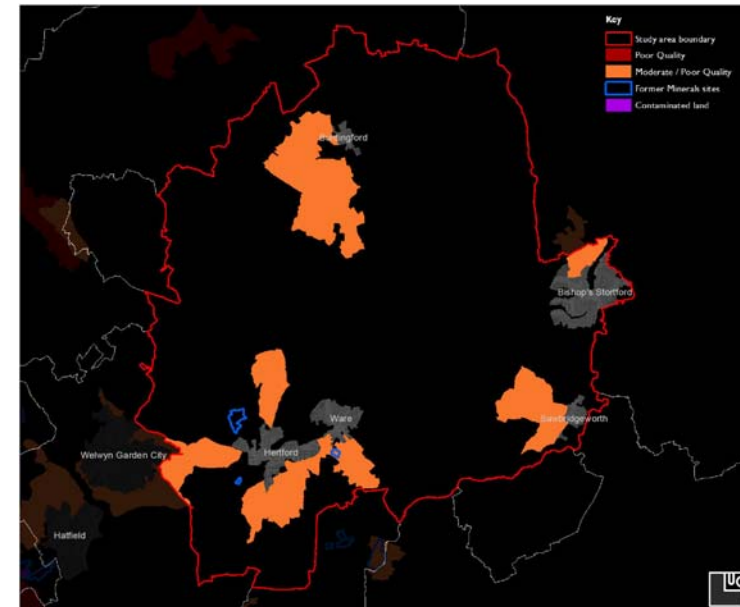 Key
Study area boundary
Poor Quality
Moderate / Poor Quality
Former Minerals sites
Contaminated land
Buntingford
Bishop's Stortford
Ware
Sawbridgeworth
Hertford
Welwyn Garden City
Hatfield